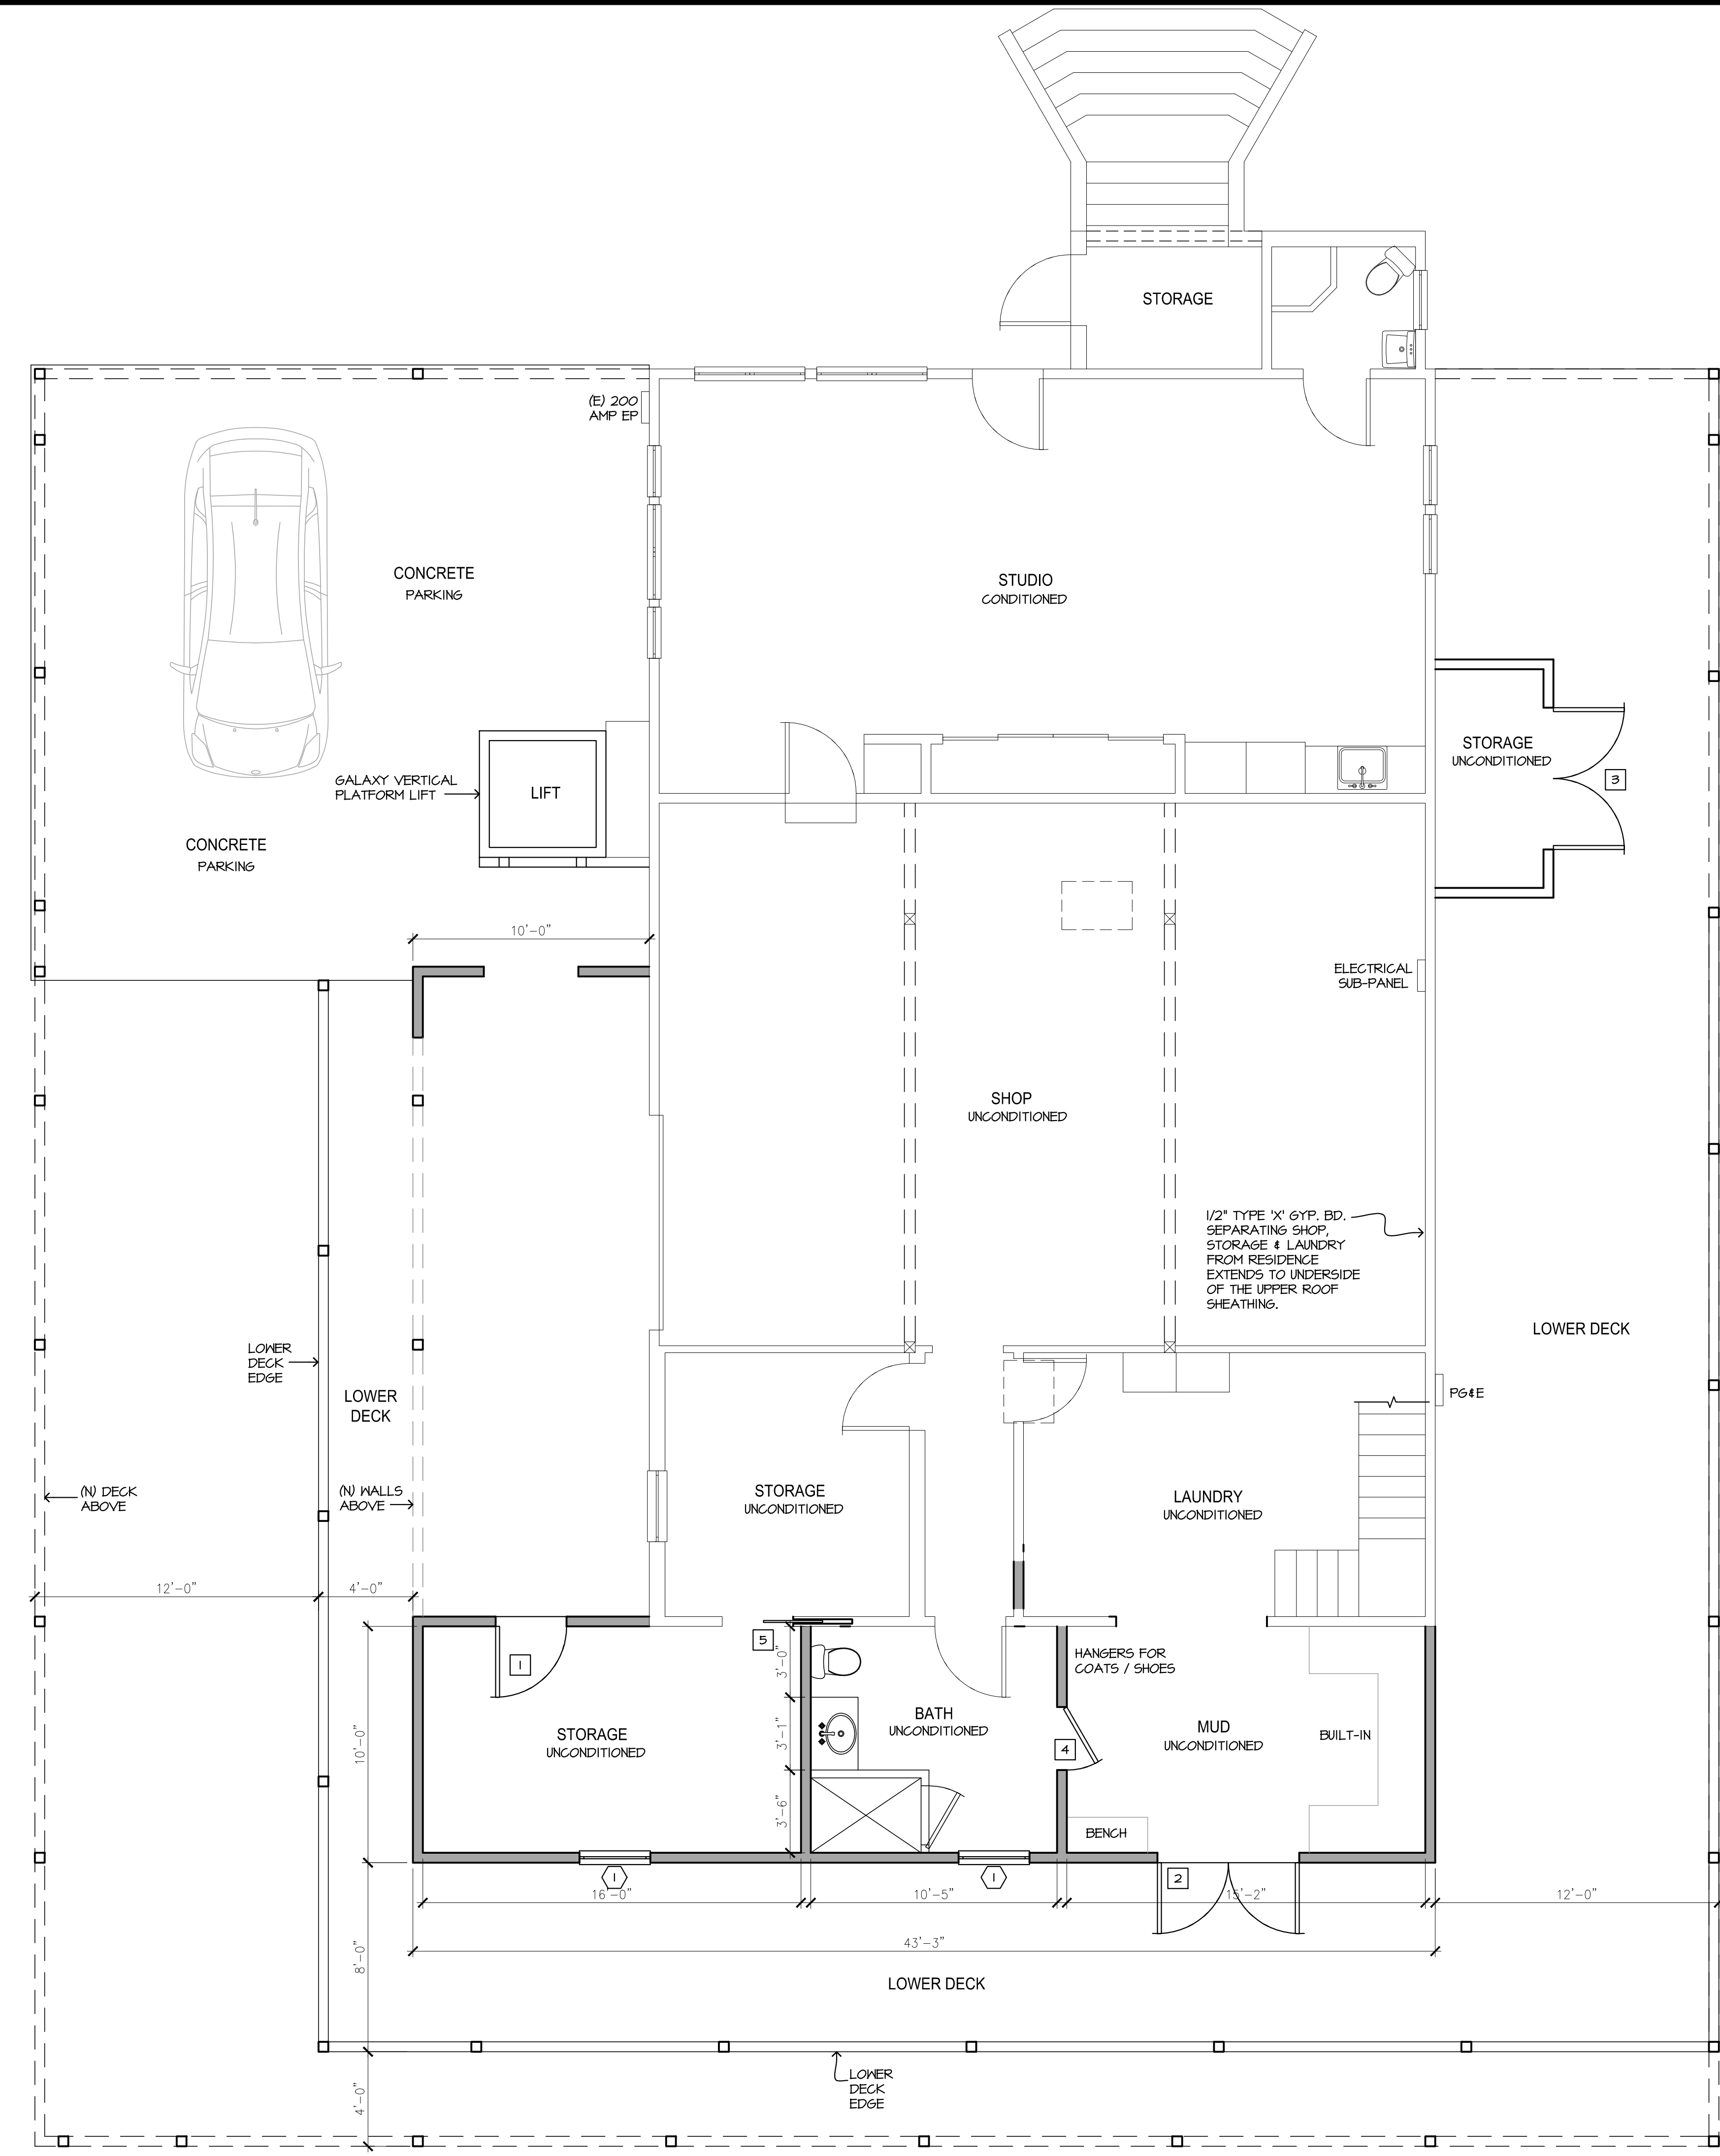 STORAGE
(E) 200
AMP EP
CONCRETE
PARKING
STUDIO
CONDITIONED
STORAGE
UNCONDITIONED
3
GALAXY VERTICAL
PLATFORM LIFT
LIFT
CONCRETE
PARKING
10'-0"
ELECTRICAL
SUB-PANEL
SHOP
UNCONDITIONED
1/2" TYPE 'X' GYP. BD.
SEPARATING SHOP,
STORAGE & LAUNDRY
FROM RESIDENCE
EXTENDS TO UNDERSIDE
OF THE UPPER ROOF
SHEATHING.
LOWER DECK
LOWER
DECK
EDGE
LOWER
DECK
PG&E
(N) DECK
ABOVE
(N) WALLS
ABOVE
STORAGE
UNCONDITIONED
LAUNDRY
UNCONDITIONED
12'-0"
4'-0"
5
1
3'-0"
HANGERS FOR
COATS / SHOES
10'-0"
STORAGE
UNCONDITIONED
3'-1"
BATH
UNCONDITIONED
4
MUD
UNCONDITIONED
BUILT-IN
3'-6"
BENCH
1
1
2
16'-0"
10'-5"
15'-2"
12'-0"
43'-3"
8'-0"
LOWER DECK
4'-0"
LOWER
DECK
EDGE